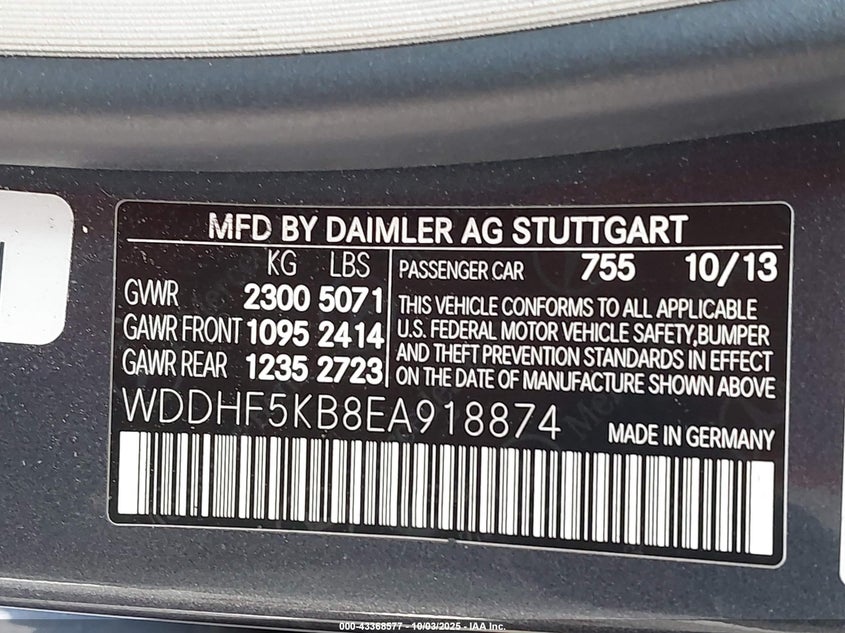 MFD BY DAIMLER AG STUTTGART
KG LBS
GVWR 2300 5071
GAWR FRONT 1095 2414
GAWR REAR 1235 2723
PASSENGER CAR 755 10/13
THIS VEHICLE CONFORMS TO ALL APPLICABLE
U.S. FEDERAL MOTOR VEHICLE SAFETY,BUMPER
AND THEFT PREVENTION STANDARDS IN EFFECT
ON THE DATE OF MANUFACTURE SHOWN ABOVE
WDDHF5KB8EA918874
MADE IN GERMANY
000-43368577 - 10/03/2025 - IAA Inc.